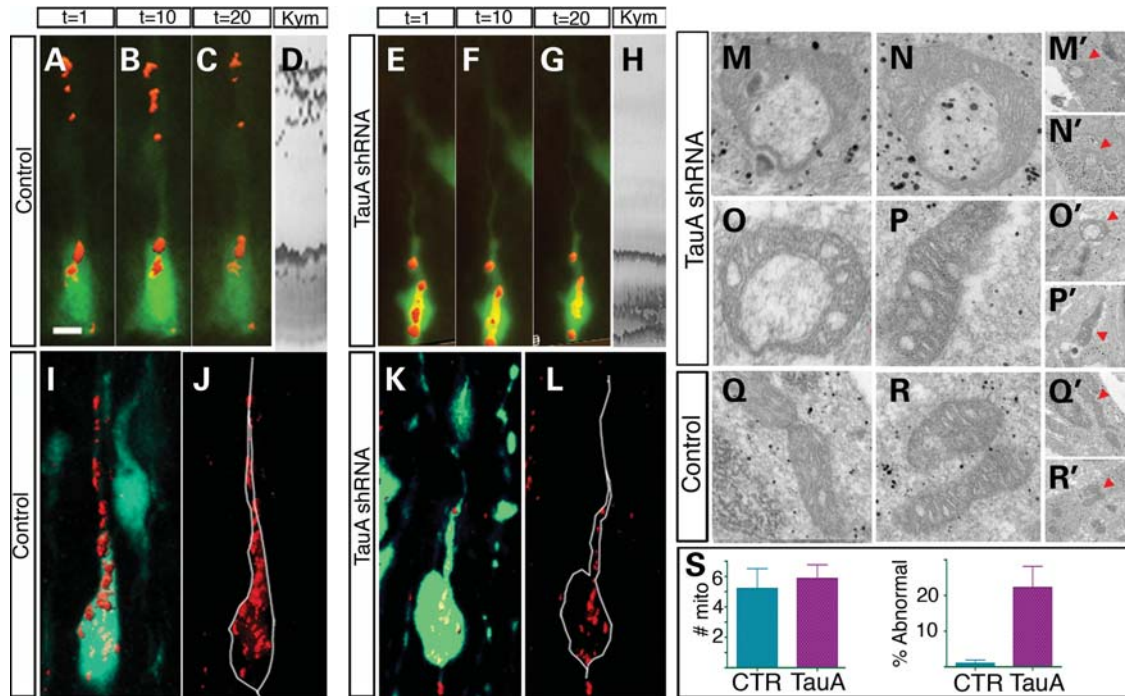 t=1 t=10 t=20 Kym
t=1 t=10 t=20 Kym
Control
A B C D
TauA shRNA
E F G H
Control
I J
TauA shRNA
K L
TauA shRNA
M N M'
N'
O P O'
P'
Control
Q R Q'
R'
S
# mito
6
4
2
CTR TauA
% Abnormal
20
10
CTR TauA